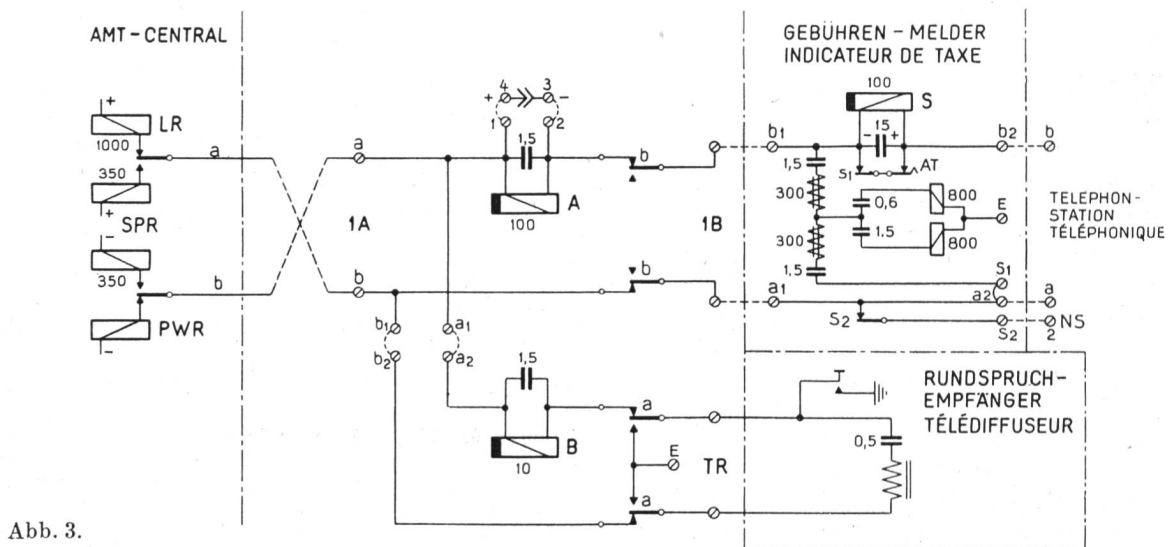 AMT-CENTRAL
GEBÜHREN-MELDER
INDICATEUR DE TAXE
+
LR
1000
a
350
+
SPR
-
350
b
PWR
-
1A
a
b
4
3
+
-
1
2
1,5
A
100
b
1B
b
b1
a1
b2
a2
1,5
B
10
a
E
TR
a
100
S
b1
- 15 +
b2
b
1,5
s1
AT
300
0,6
800
E
300
1,5
800
1,5
S1
a1
a2
a
S2
S2
2
NS
TELEPHON-
STATION
TÉLÉPHONIQUE
RUNDSPRUCH-
EMPFÄNGER
TÉLÉDIFFUSEUR
0,5
Abb. 3.